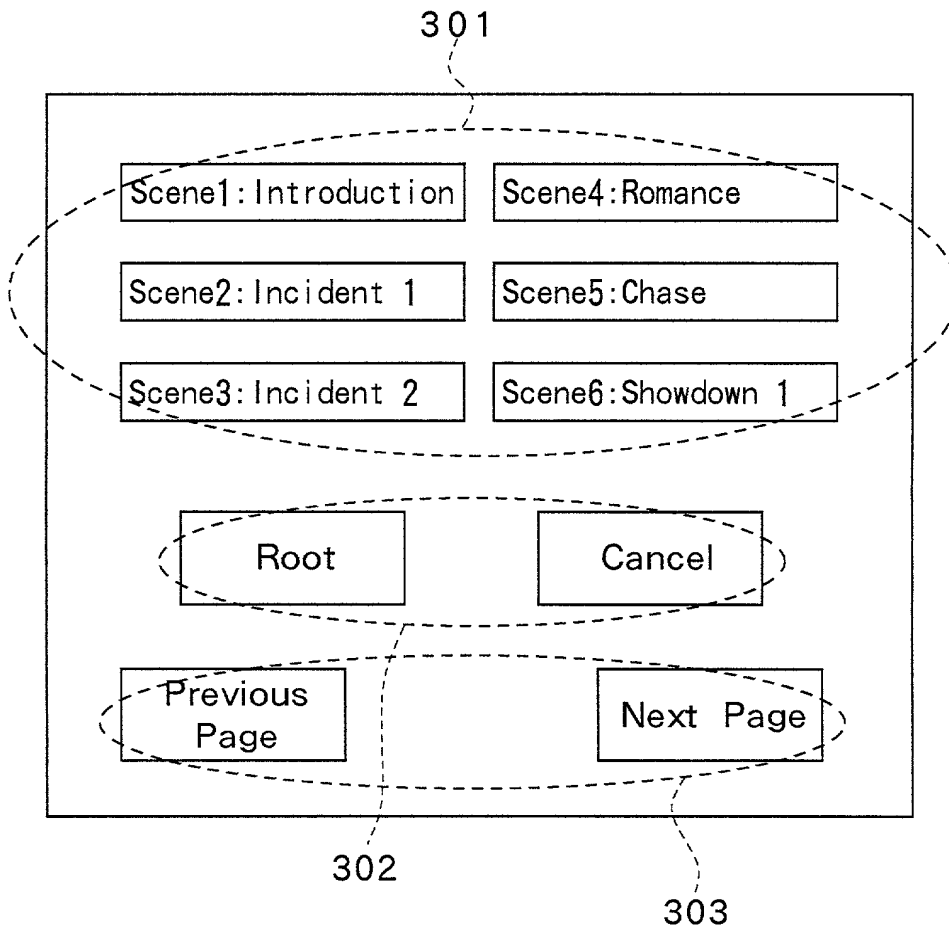 301
Scene1:Introduction
Scene4:Romance
Scene2:Incident 1
Scene5:Chase
Scene3:Incident 2
Scene6:Showdown 1
Root
Cancel
Previous
Page
Next Page
302
303